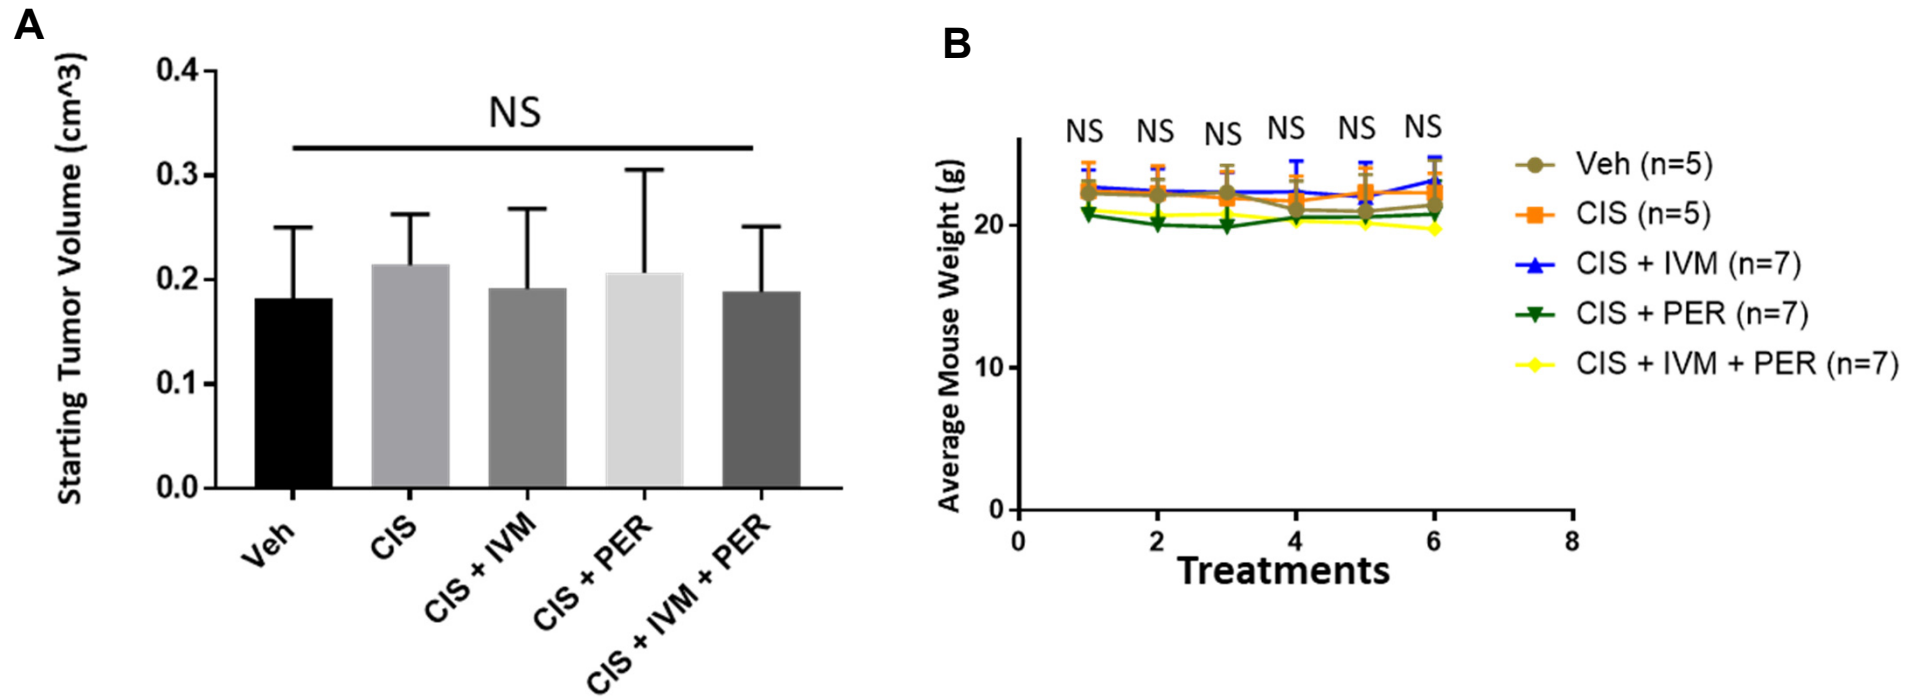 A
Starting Tumor Volume (cm^3)
0.4
0.3
0.2
0.1
0.0
NS
Veh
CIS
CIS + IVM
CIS + PER
CIS + IVM + PER
B
Average Mouse Weight (g)
20
10
0
NS NS NS NS NS NS
0 2 4 6 8
Treatments
Veh (n=5)
CIS (n=5)
CIS + IVM (n=7)
CIS + PER (n=7)
CIS + IVM + PER (n=7)